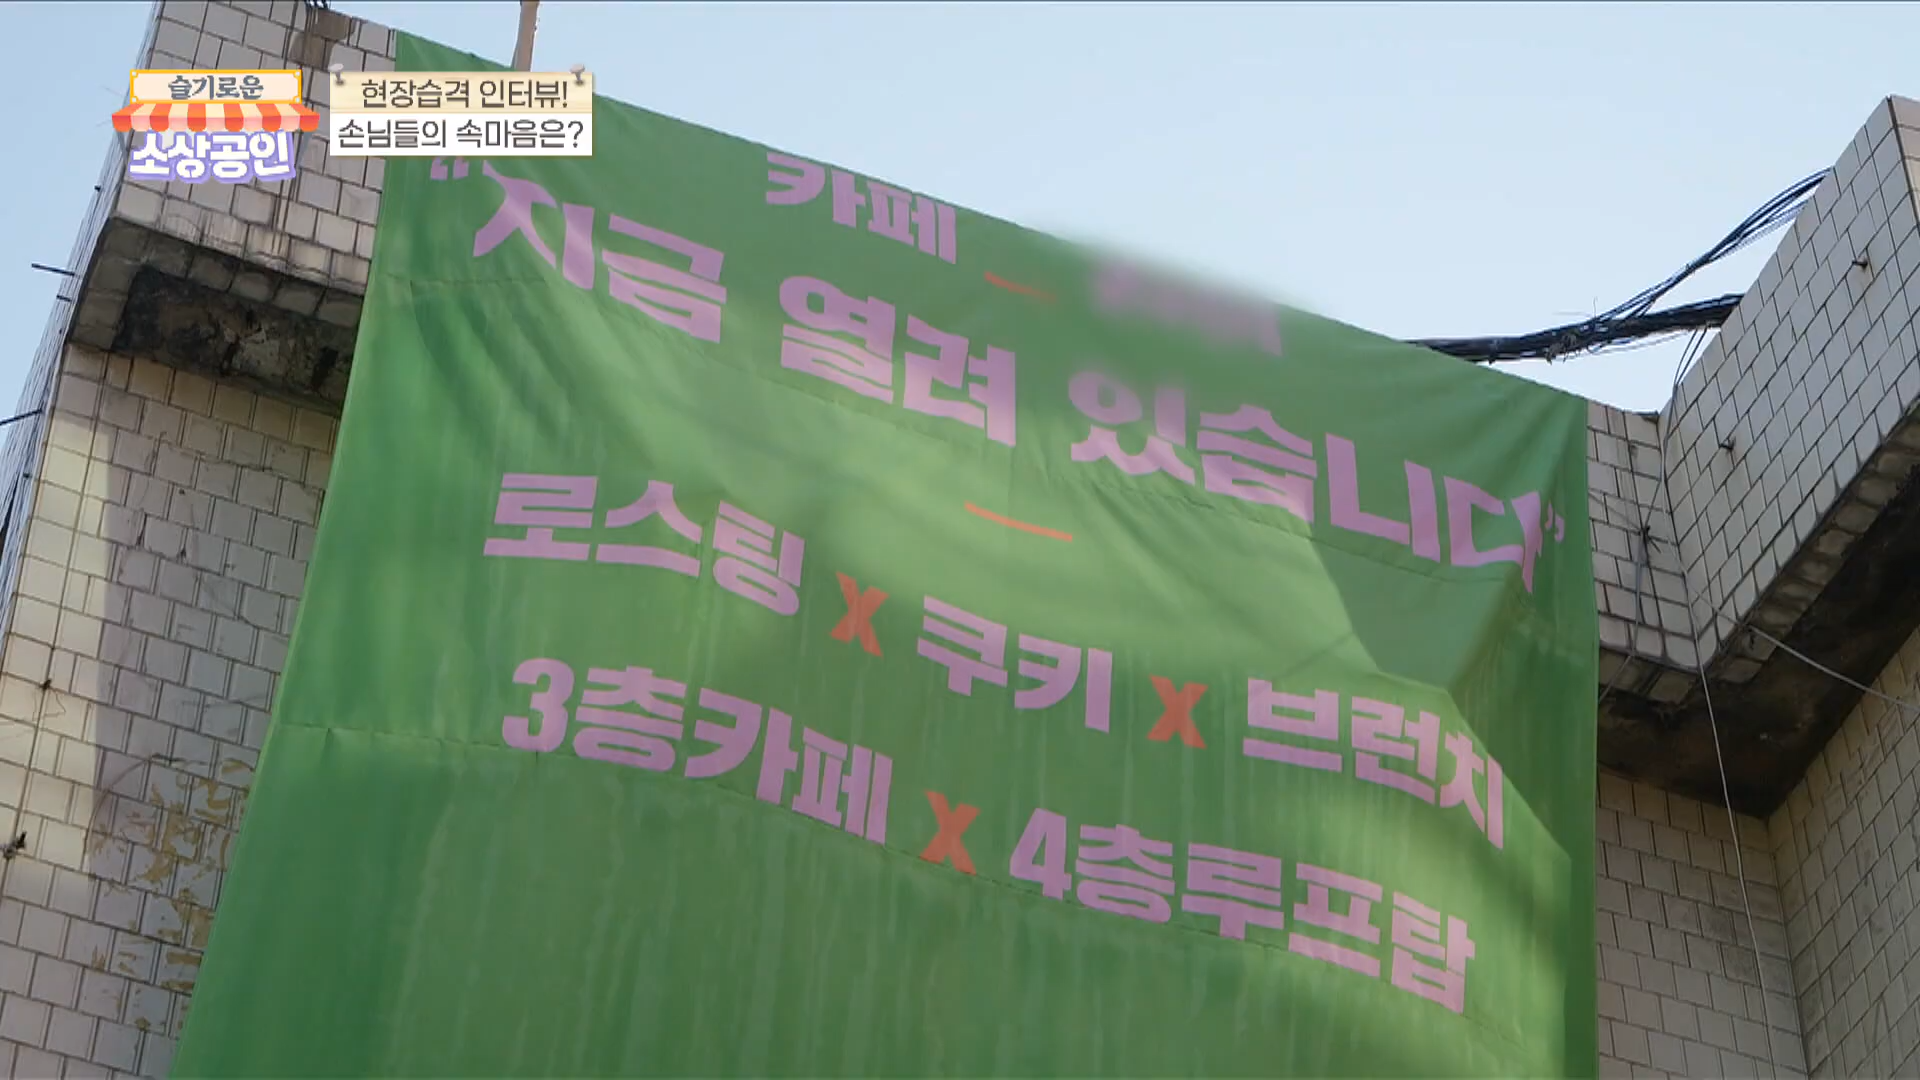 슬기로운
소상공인
현장습격 인터뷰!
손님들의 속마음은?
카페
“지금 열려 있습니다”
로스팅 X 쿠키 X 브런치
3층카페 X 4층루프탑